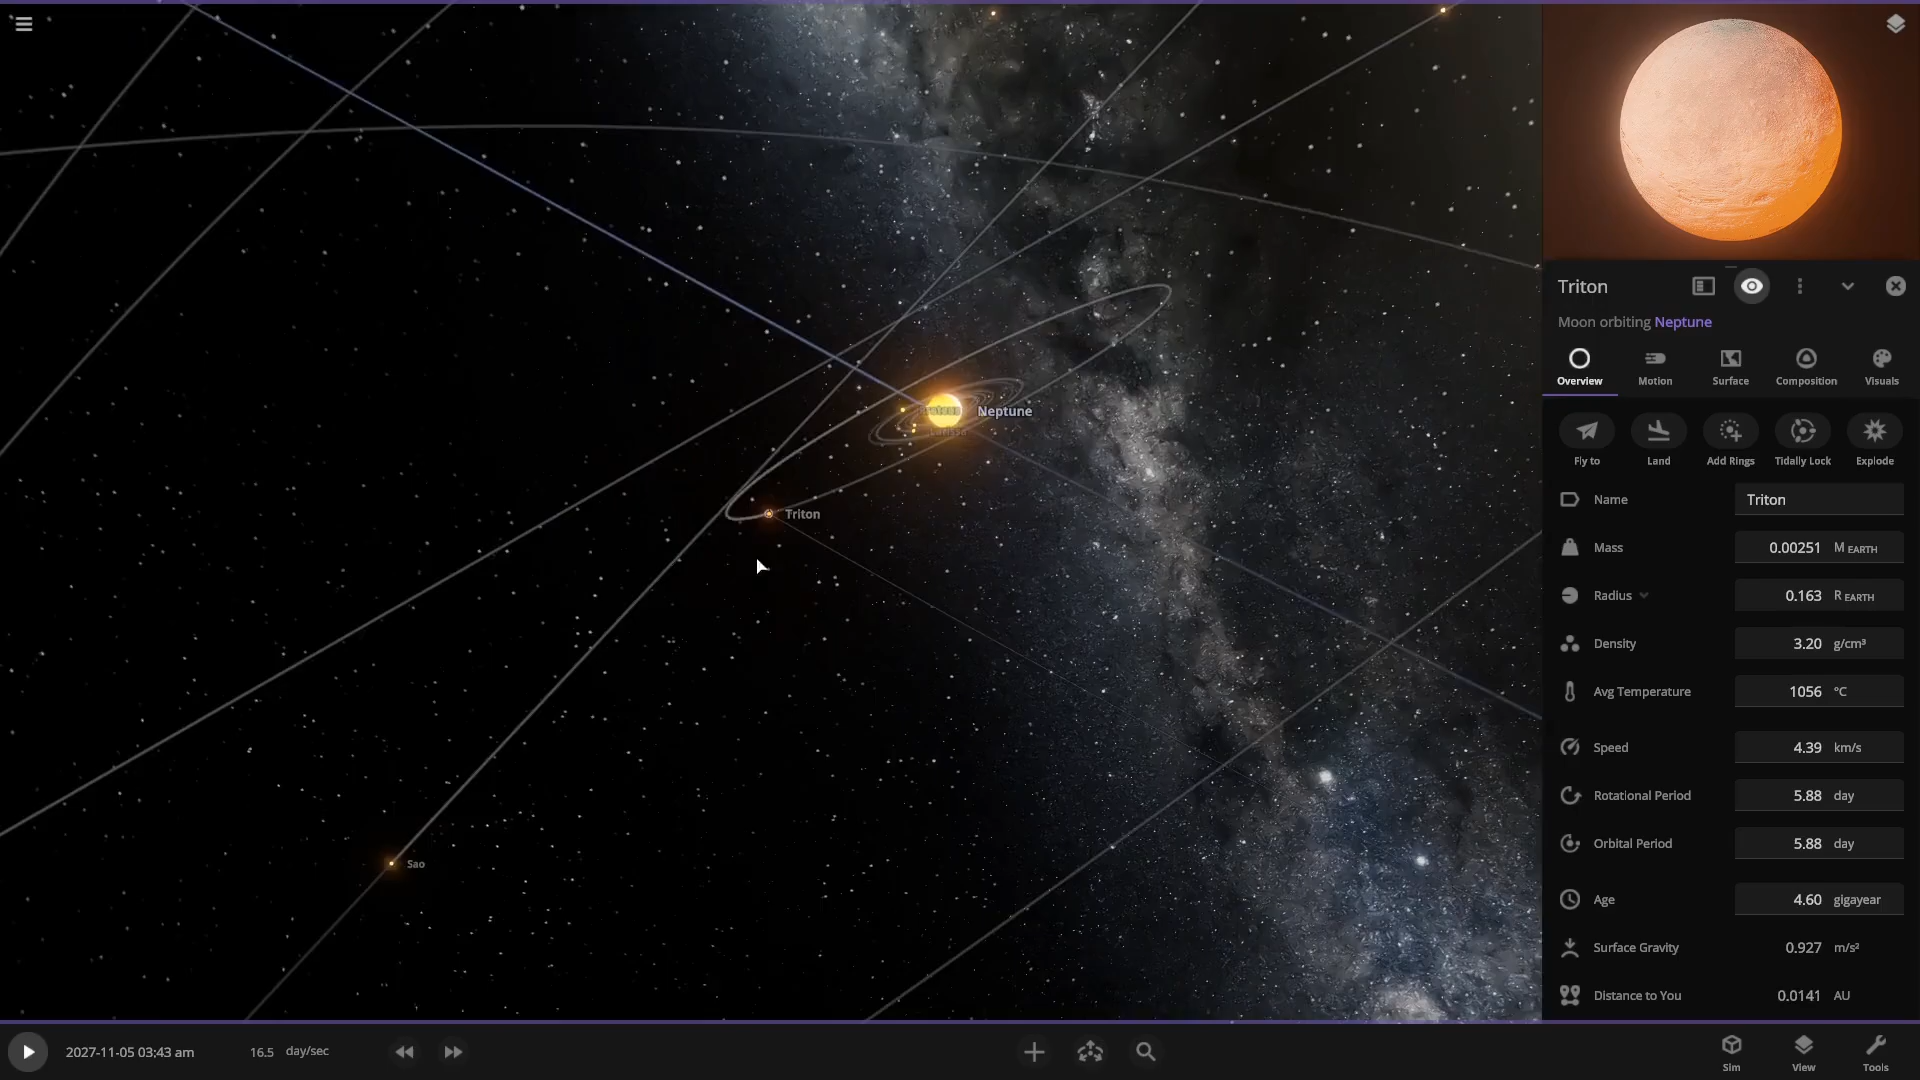 Triton
Moon orbiting Neptune
Overview Motion Surface Composition Visuals
Fly to Land Add Rings Tidally Lock Explode
Name Triton
Mass 0.00251 M EARTH
Radius 0.163 R EARTH
Density 3.20 g/cm³
Avg Temperature 1056 °C
Speed 4.39 km/s
Rotational Period 5.88 day
Orbital Period 5.88 day
Age 4.60 gigayear
Surface Gravity 0.927 m/s²
Distance to You 0.0141 AU
Proteus
Neptune
Larissa
Triton
Sao
2027-11-05 03:43 am 16.5 day/sec
Sim View Tools